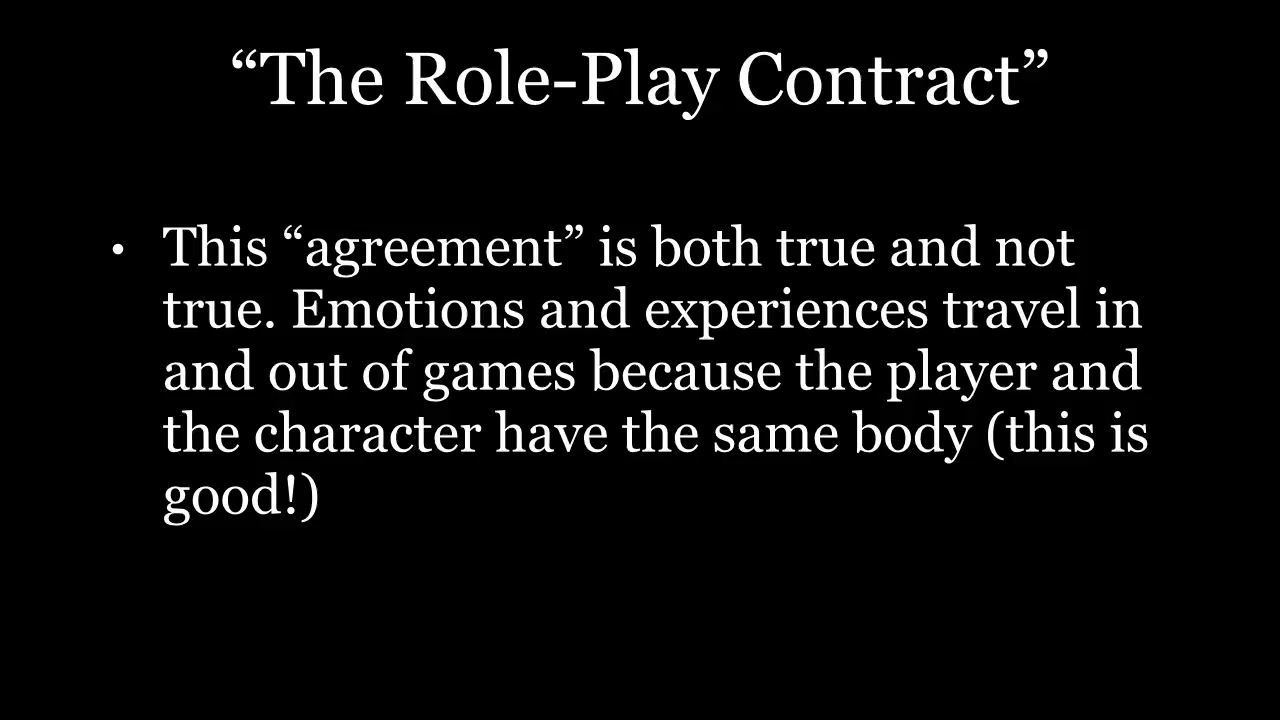 “The Role-Play Contract”
• This “agreement” is both true and not
true. Emotions and experiences travel in
and out of games because the player and
the character have the same body (this is
good!)